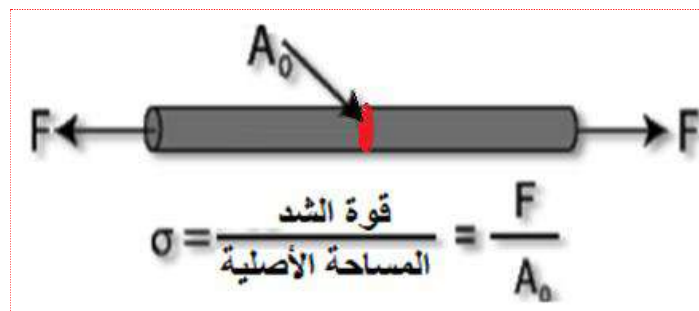 A₀
F F
σ = قوة الشد / المساحة الأصلية = F / A₀